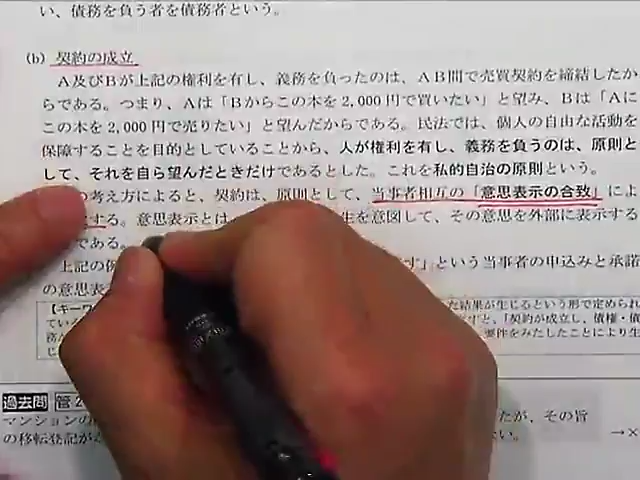 い、債務を負う者を債務者という。
(b) 契約の成立
A及びBが上記の権利を有し、義務を負ったのは、AB間で売買契約を締結したか
らである。つまり、Aは「Bからこの本を2,000円で買いたい」と望み、Bは「Aに
この本を2,000円で売りたい」と望んだからである。民法では、個人の自由な活動を
保障することを目的としていることから、人が権利を有し、義務を負うのは、原則と
して、それを自ら望んだときだけであるとした。これを私的自治の原則という。
の考え方によると、契約は、原則として、当事者相互の「意思表示の合致」によ
する。意思表示とは 生を意図して、その意思を外部に表示する
である。
上記の 」という当事者の申込みと承諾
の意思表
【キーワ た結果が生じるという形で定められ
てい と、「契約が成立し、債権・債
務 要件をみたしたことにより生
過去問 管2
マンションの たが、その旨
の移転登記が い。 →×